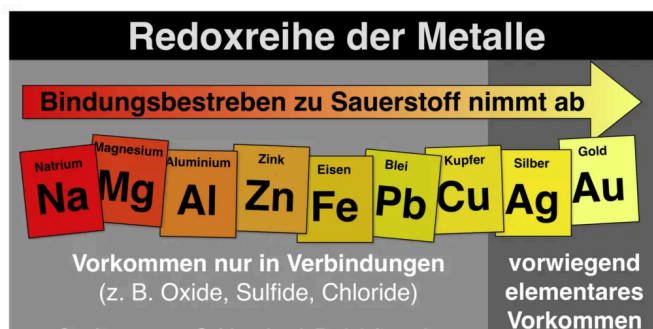 Redoxreihe der Metalle
Bindungsbestreben zu Sauerstoff nimmt ab
Natrium Magnesium Aluminium Zink Eisen Blei Kupfer Silber Gold
Na Mg Al Zn Fe Pb Cu Ag Au
Vorkommen nur in Verbindungen
(z. B. Oxide, Sulfide, Chloride)
vorwiegend
elementares
Vorkommen